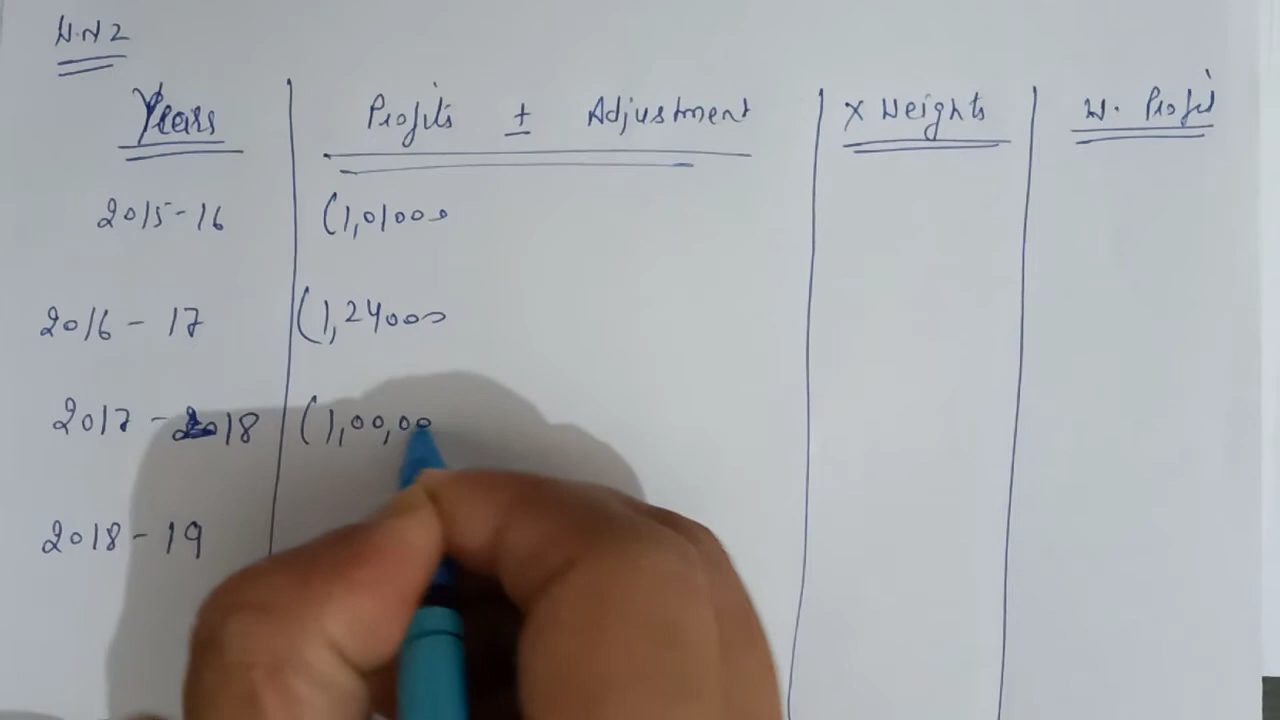 W.N 2
Years Profits ± Adjustment X Weights W. Profit
2015-16 (1,01000
2016-17 (1,24000
2017-2018 (1,00,00
2018-19